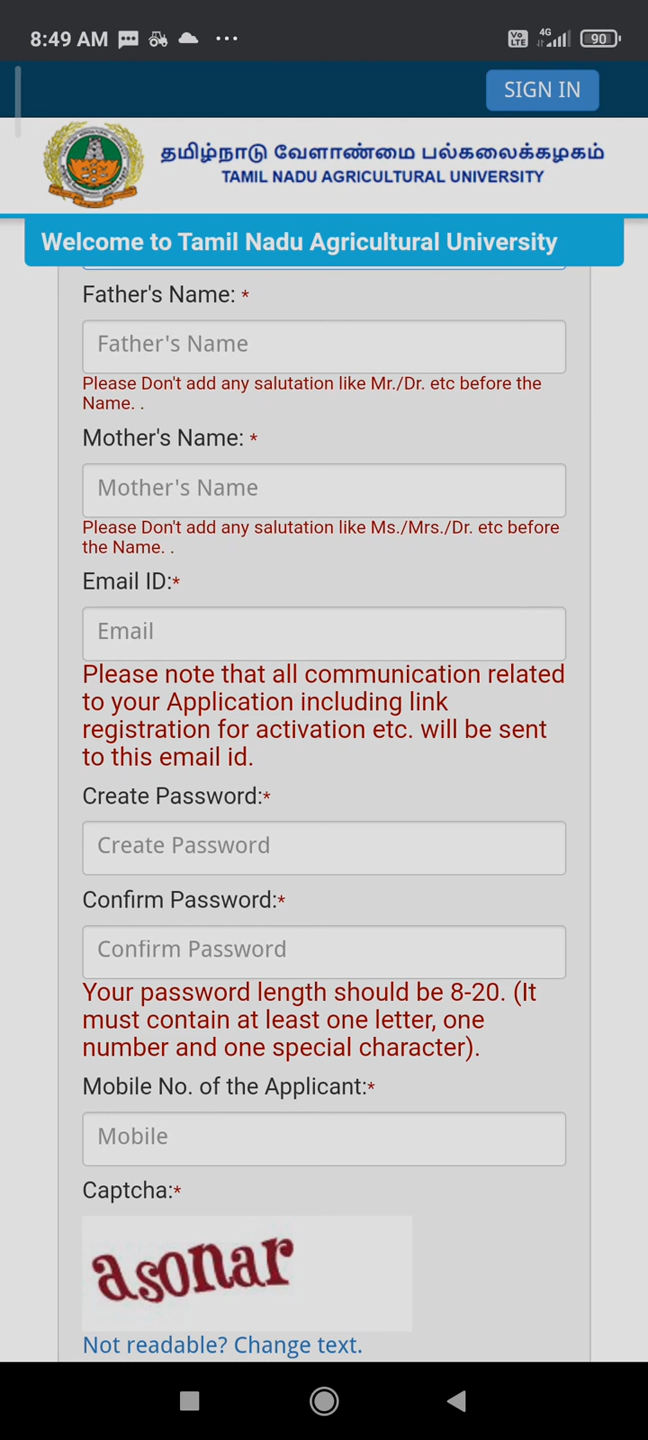 8:49 AM
Vo LTE 4G 90
SIGN IN
தமிழ்நாடு வேளாண்மை பல்கலைக்கழகம்
TAMIL NADU AGRICULTURAL UNIVERSITY
Welcome to Tamil Nadu Agricultural University
Father's Name: *
Father's Name
Please Don't add any salutation like Mr./Dr. etc before the
Name. .
Mother's Name: *
Mother's Name
Please Don't add any salutation like Ms./Mrs./Dr. etc before
the Name. .
Email ID:*
Email
Please note that all communication related
to your Application including link
registration for activation etc. will be sent
to this email id.
Create Password:*
Create Password
Confirm Password:*
Confirm Password
Your password length should be 8-20. (It
must contain at least one letter, one
number and one special character).
Mobile No. of the Applicant:*
Mobile
Captcha:*
asonar
Not readable? Change text.